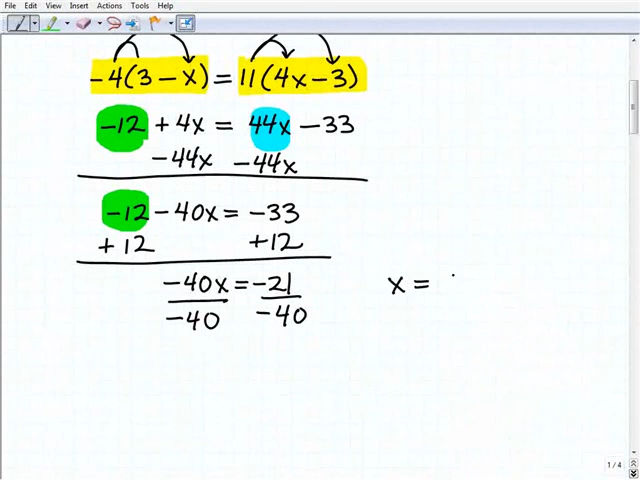 File Edit View Insert Actions Tools Help
-4(3 - x) = 11(4x - 3)
-12 + 4x = 44x - 33
-44x -44x
-12 - 40x = -33
+12 +12
-40x = -21
-40 -40
x =
1 / 4